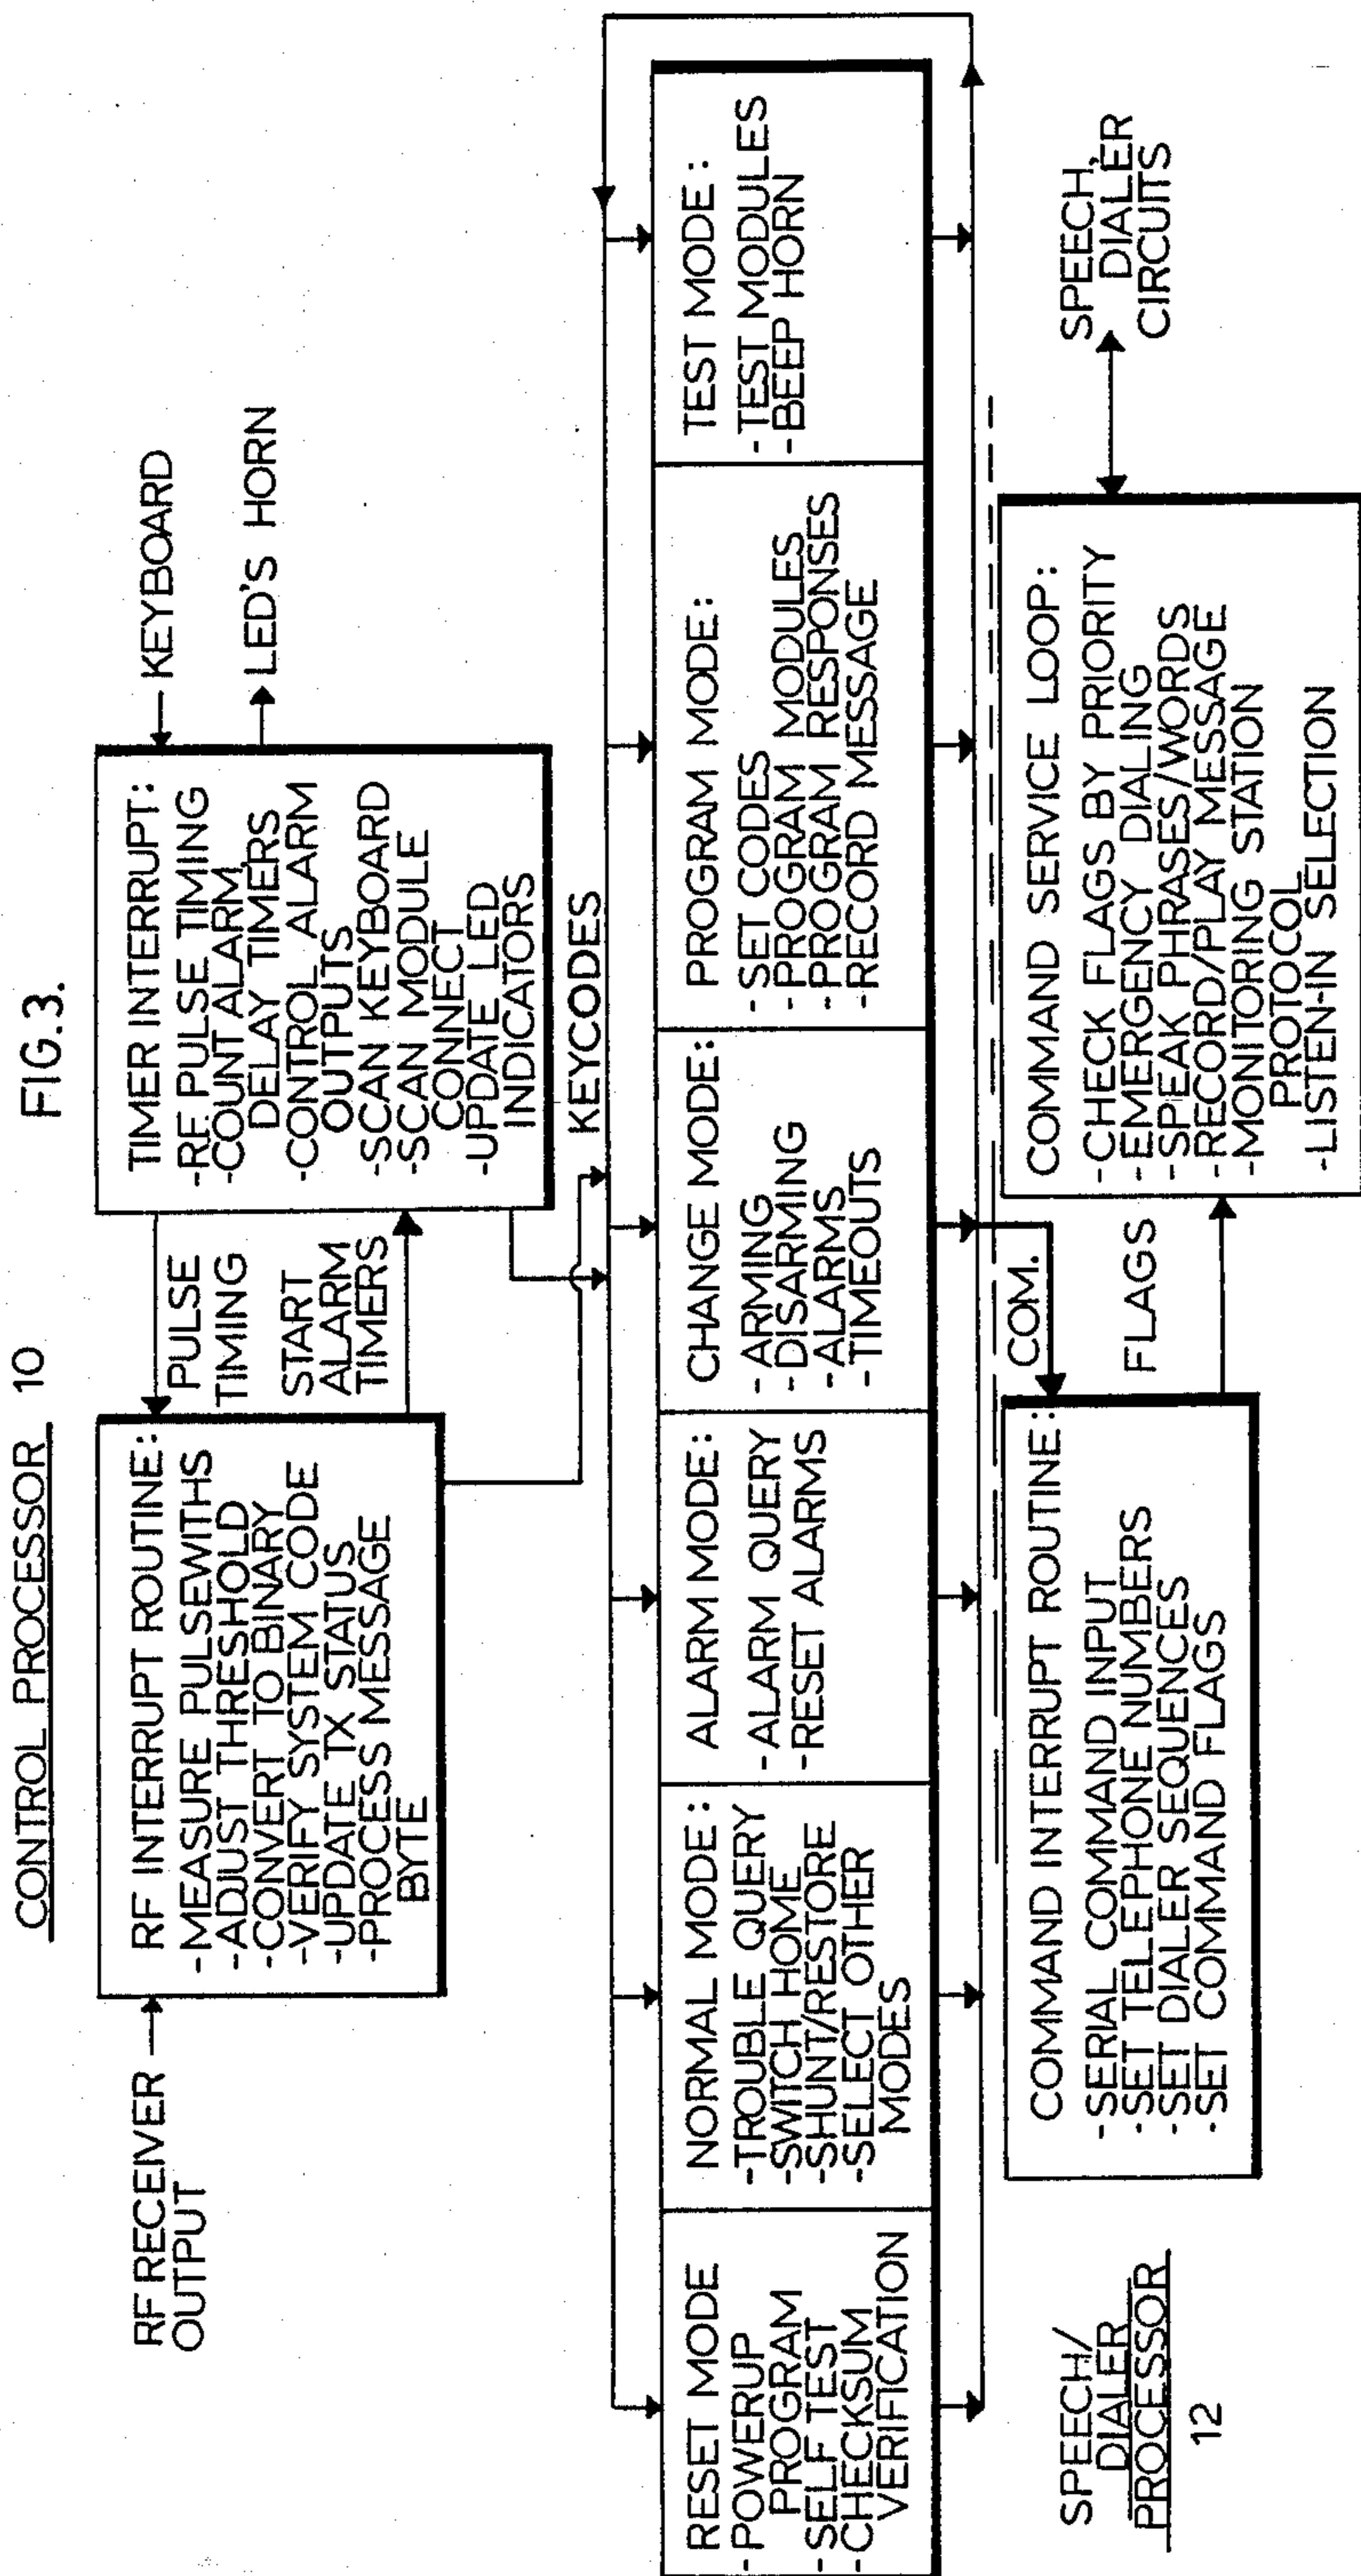 FIG.3.
CONTROL PROCESSOR 10
RF RECEIVER
OUTPUT
RF INTERRUPT ROUTINE:
-MEASURE PULSEWITHS
-ADJUST THRESHOLD
-CONVERT TO BINARY
-VERIFY SYSTEM CODE
-UPDATE TX STATUS
-PROCESS MESSAGE
BYTE
PULSE
TIMING
START
ALARM
TIMERS
TIMER INTERRUPT:
-RF. PULSE TIMING
-COUNT ALARM,
DELAY TIMERS
-CONTROL ALARM
OUTPUTS
-SCAN KEYBOARD
-SCAN MODULE
CONNECT
-UPDATE LED
INDICATORS
KEYBOARD
LED'S HORN
KEYCODES
RESET MODE
- POWERUP
PROGRAM
- SELF TEST
-CHECKSUM
VERIFICATION
NORMAL MODE:
-TROUBLE QUERY
-SWITCH HOME
-SHUNT/RESTORE
-SELECT OTHER
MODES
ALARM MODE:
-ALARM QUERY
-RESET ALARMS
CHANGE MODE:
- ARMING
- DISARMING
- ALARMS
- TIMEOUTS
PROGRAM MODE:
- SET CODES
- PROGRAM MODULES
- PROGRAM RESPONSES
-RECORD MESSAGE
TEST MODE:
- TEST MODULES
- BEEP HORN
SPEECH/
DIALER
PROCESSOR
12
COM.
COMMAND INTERRUPT ROUTINE:
- SERIAL COMMAND INPUT
- SET TELEPHONE NUMBERS
- SET DIALER SEQUENCES
- SET COMMAND FLAGS
FLAGS
COMMAND SERVICE LOOP:
- CHECK FLAGS BY PRIORITY
- EMERGENCY DIALING
- SPEAK PHRASES/WORDS
- RECORD/PLAY MESSAGE
-MONITORING STATION
PROTOCOL
-LISTEN-IN SELECTION
SPEECH,
DIALER
CIRCUITS